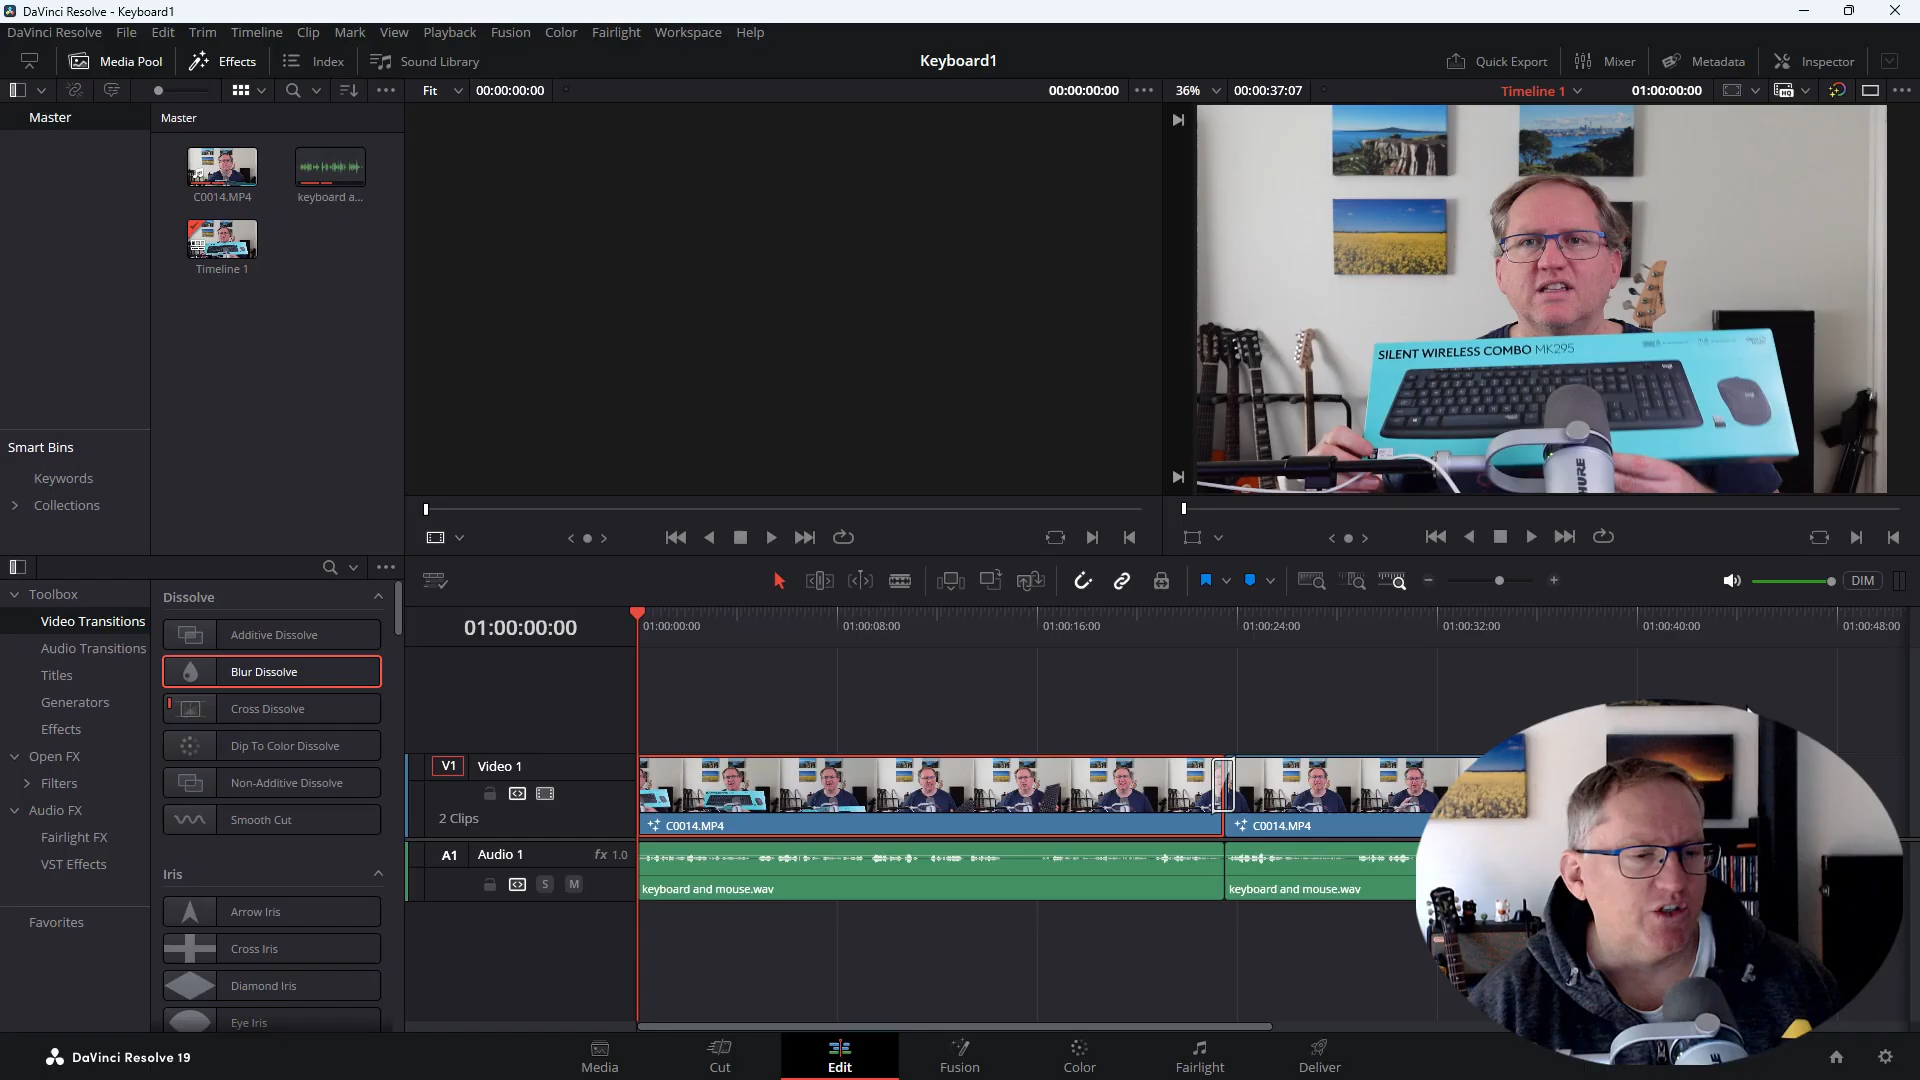 DaVinci Resolve - Keyboard1
DaVinci Resolve File Edit Trim Timeline Clip Mark View Playback Fusion Color Fairlight Workspace Help
Media Pool Effects Index Sound Library Keyboard1 Quick Export Mixer Metadata Inspector
Fit 00:00:00:00 00:00:00:00 36% 00:00:37:07 Timeline 1 01:00:00:00
Master Master
C0014.MP4 keyboard a...
Timeline 1
SILENT WIRELESS COMBO MK295
SHURE
Smart Bins
Keywords
Collections
DIM
Toolbox
Video Transitions
Audio Transitions
Titles
Generators
Effects
Open FX
Filters
Audio FX
Fairlight FX
VST Effects
Favorites
Dissolve
Additive Dissolve
Blur Dissolve
Cross Dissolve
Dip To Color Dissolve
Non-Additive Dissolve
Smooth Cut
Iris
Arrow Iris
Cross Iris
Diamond Iris
Eye Iris
01:00:00:00 01:00:00:00 01:00:08:00 01:00:16:00 01:00:24:00 01:00:32:00 01:00:40:00 01:00:48:00
V1 Video 1
2 Clips
C0014.MP4 C0014.MP4
A1 Audio 1 fx 1.0
S M
keyboard and mouse.wav keyboard and mouse.wav
DaVinci Resolve 19
Media Cut Edit Fusion Color Fairlight Deliver